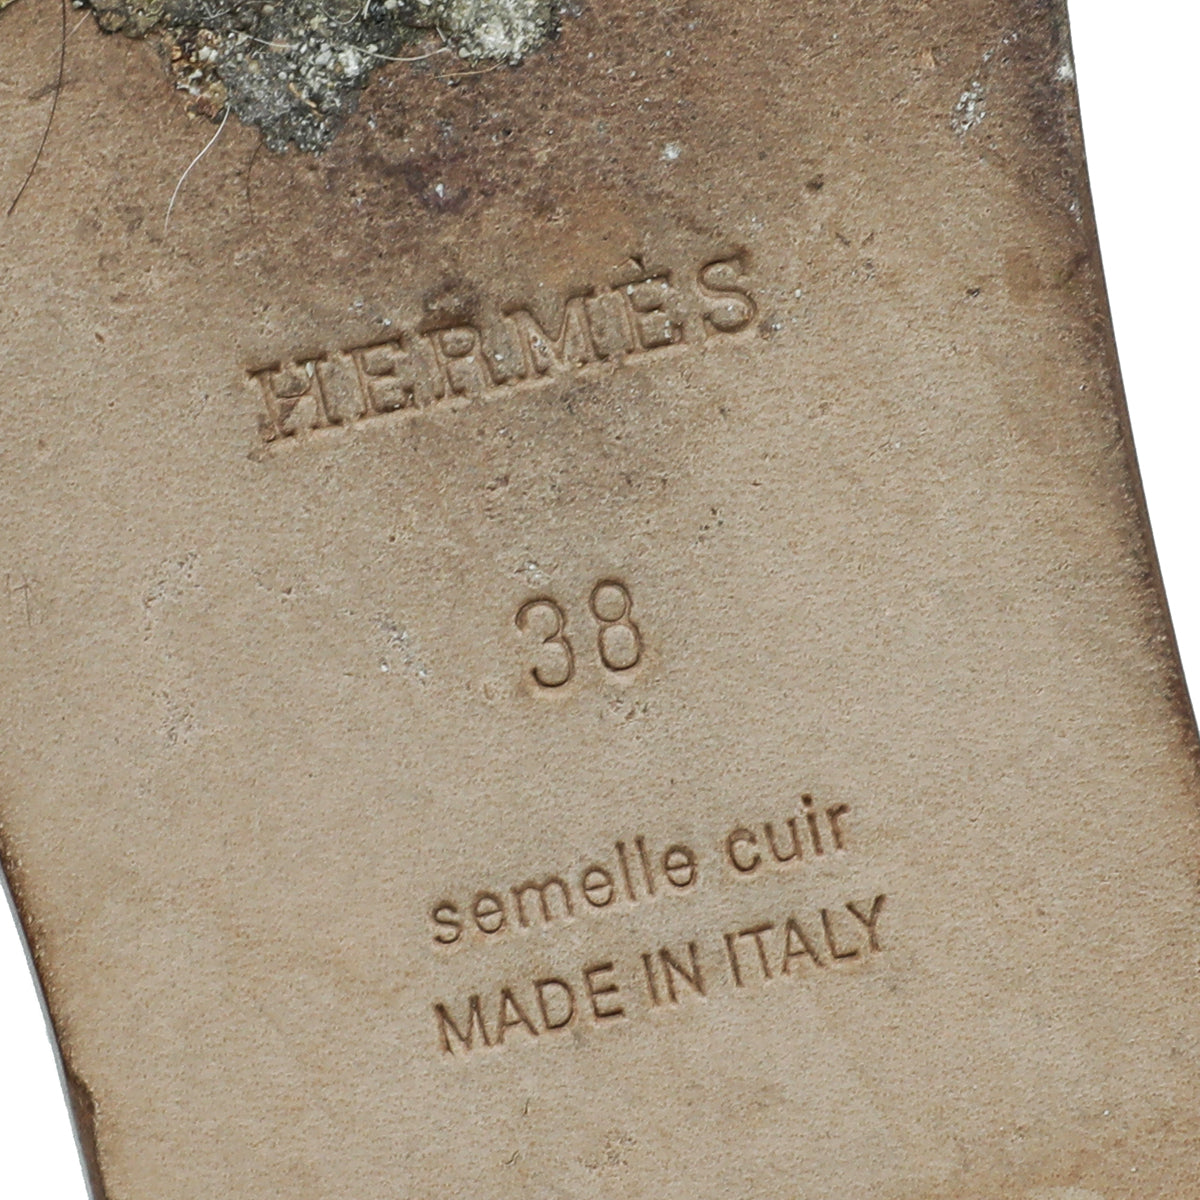 HERMÈS
38
semelle cuir
MADE IN ITALY